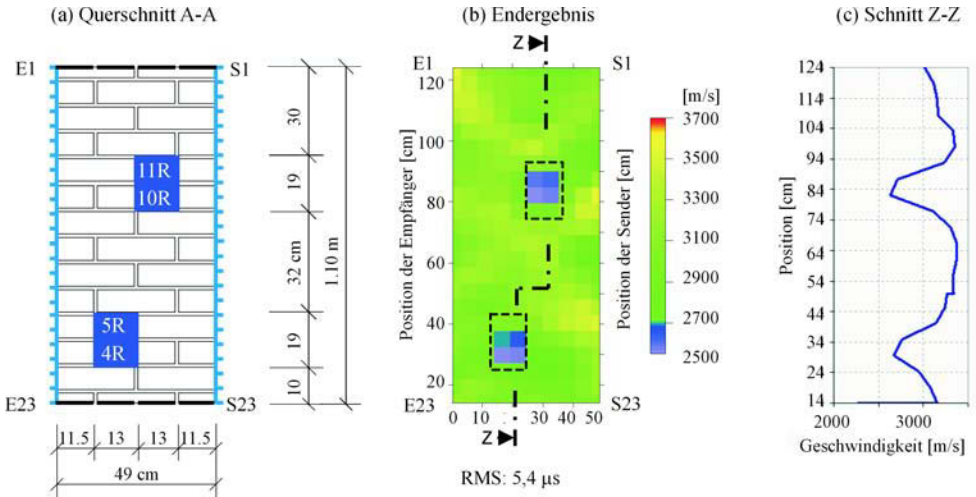 (a) Querschnitt A-A
E1
S1
11R
10R
5R
4R
E23
S23
30
19
32 cm
19
10
1.10 m
11.5
13
13
11.5
49 cm
(b) Endergebnis
Z
E1
S1
Position der Empfänger [cm]
120
100
80
60
40
20
E23
S23
0
10
20
30
40
50
Z
RMS: 5,4 µs
Position der Sender [cm]
[m/s]
3700
3500
3300
3100
2900
2700
2500
(c) Schnitt Z-Z
Position [cm]
124
114
104
94
84
74
64
54
44
34
24
14
2000
3000
Geschwindigkeit [m/s]